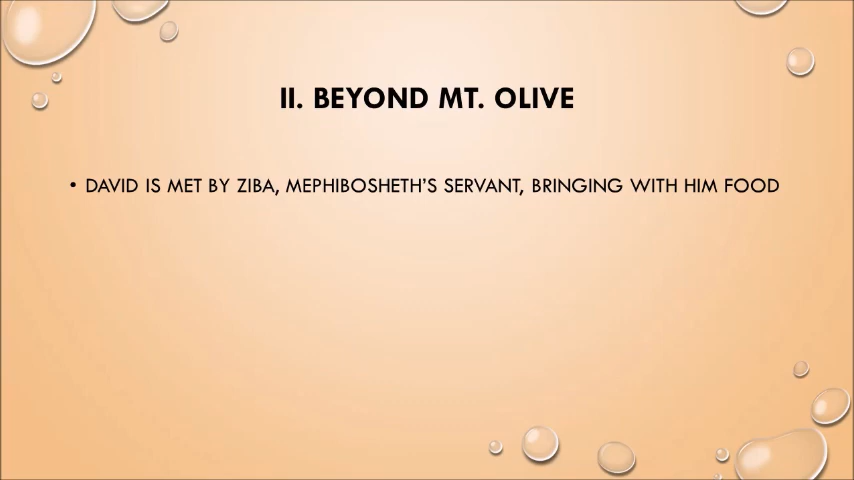 II. BEYOND MT. OLIVE
• DAVID IS MET BY ZIBA, MEPHIBOSHETH’S SERVANT, BRINGING WITH HIM FOOD